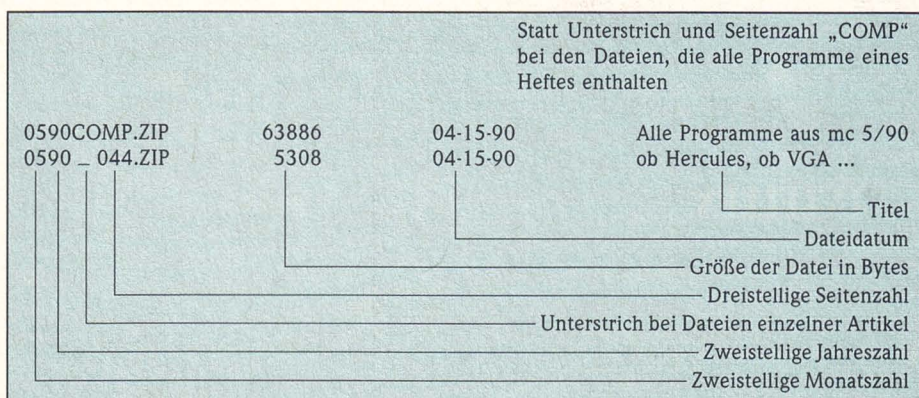 Statt Unterstrich und Seitenzahl „COMP“
bei den Dateien, die alle Programme eines
Heftes enthalten
0590COMP.ZIP 63886 04-15-90 Alle Programme aus mc 5/90
0590 _ 044.ZIP 5308 04-15-90 ob Hercules, ob VGA ...
Titel
Dateidatum
Größe der Datei in Bytes
Dreistellige Seitenzahl
Unterstrich bei Dateien einzelner Artikel
Zweistellige Jahreszahl
Zweistellige Monatszahl